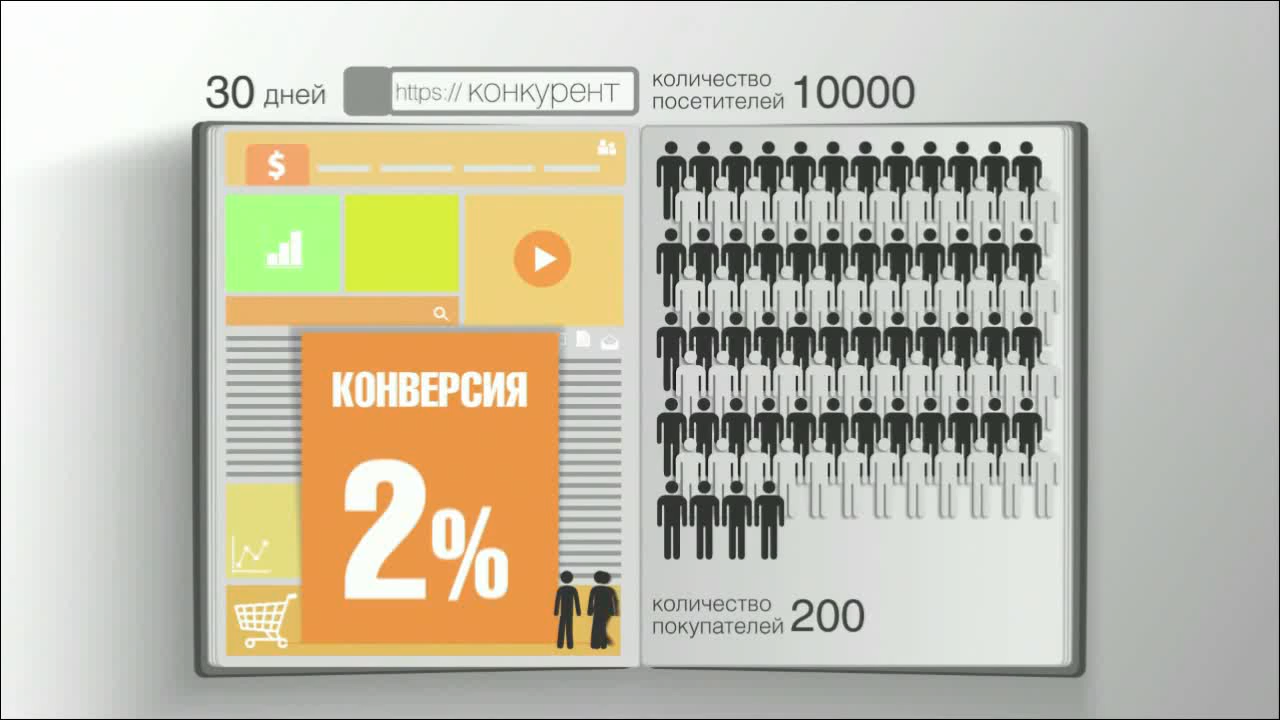 30 дней
https:// конкурент
количество
посетителей 10000
$
КОНВЕРСИЯ
2%
количество
покупателей 200